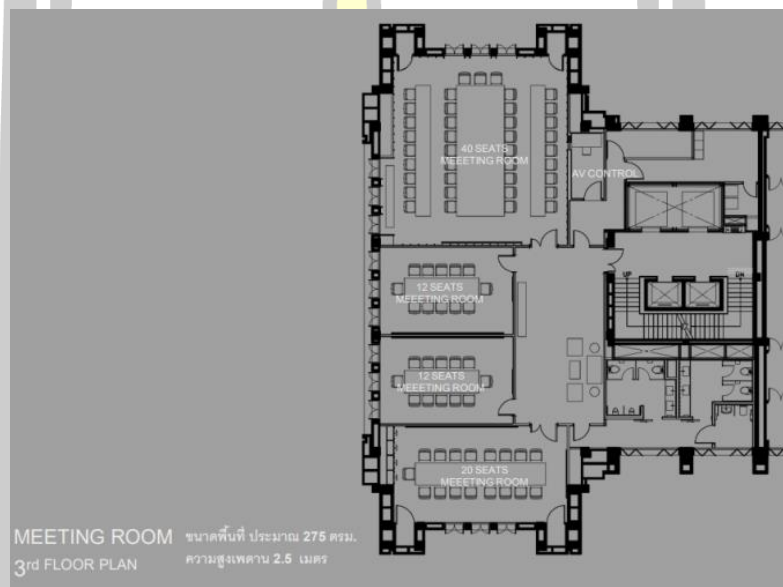 40 SEATS
MEEETING ROOM
AV CONTROL
12 SEATS
MEEETING ROOM
UP
DN
12 SEATS
MEEETING ROOM
20 SEATS
MEEETING ROOM
MEETING ROOM ขนาดพื้นที่ ประมาณ 275 ตรม.
3rd FLOOR PLAN ความสูงเพดาน 2.5 เมตร